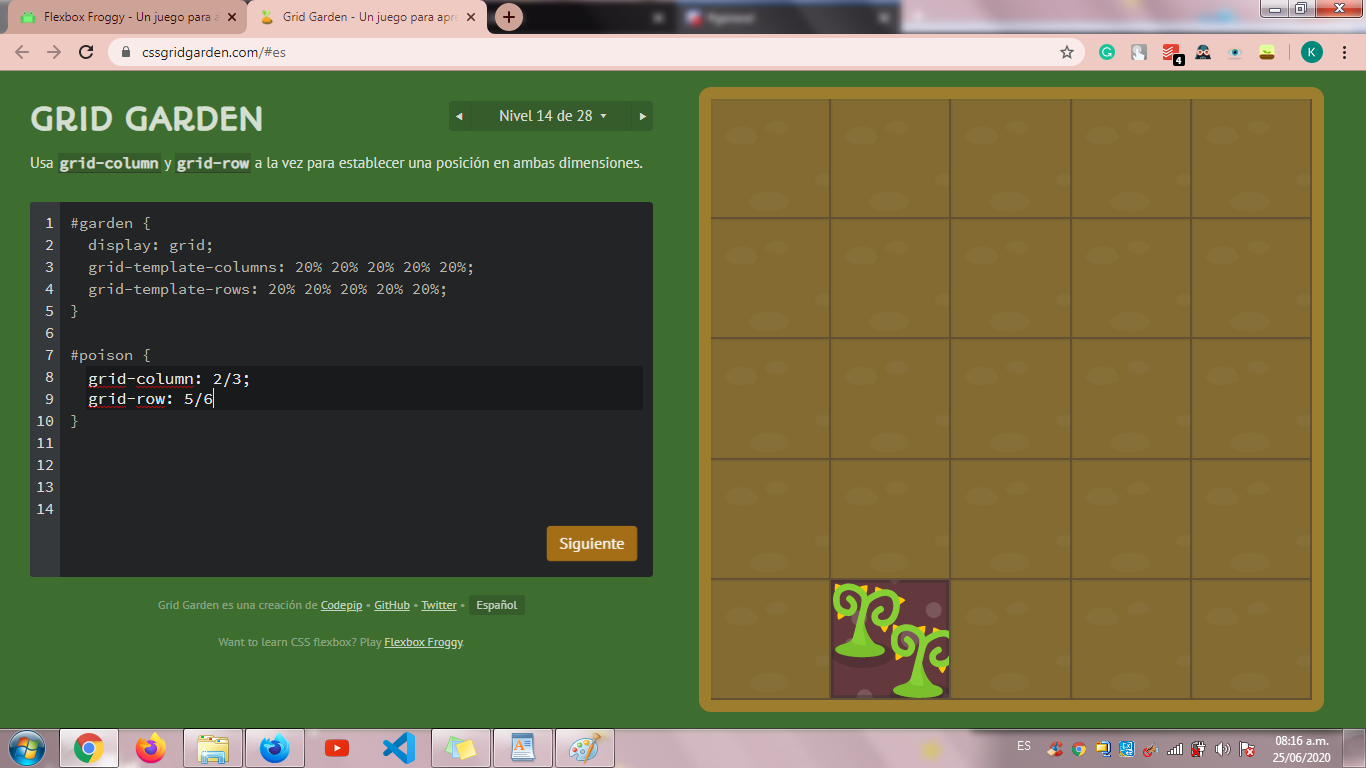 Flexbox Froggy - Un juego para a
Grid Garden - Un juego para apre
cssgridgarden.com/#es
4
K
GRID GARDEN
Nivel 14 de 28
Usa grid-column y grid-row a la vez para establecer una posición en ambas dimensiones.
1 #garden {
2 display: grid;
3 grid-template-columns: 20% 20% 20% 20% 20%;
4 grid-template-rows: 20% 20% 20% 20% 20%;
5 }
6
7 #poison {
8 grid-column: 2/3;
9 grid-row: 5/6
10 }
11
12
13
14
Siguiente
Grid Garden es una creación de Codepip • GitHub • Twitter • Español
Want to learn CSS flexbox? Play Flexbox Froggy.
ES
08:16 a.m.
25/06/2020